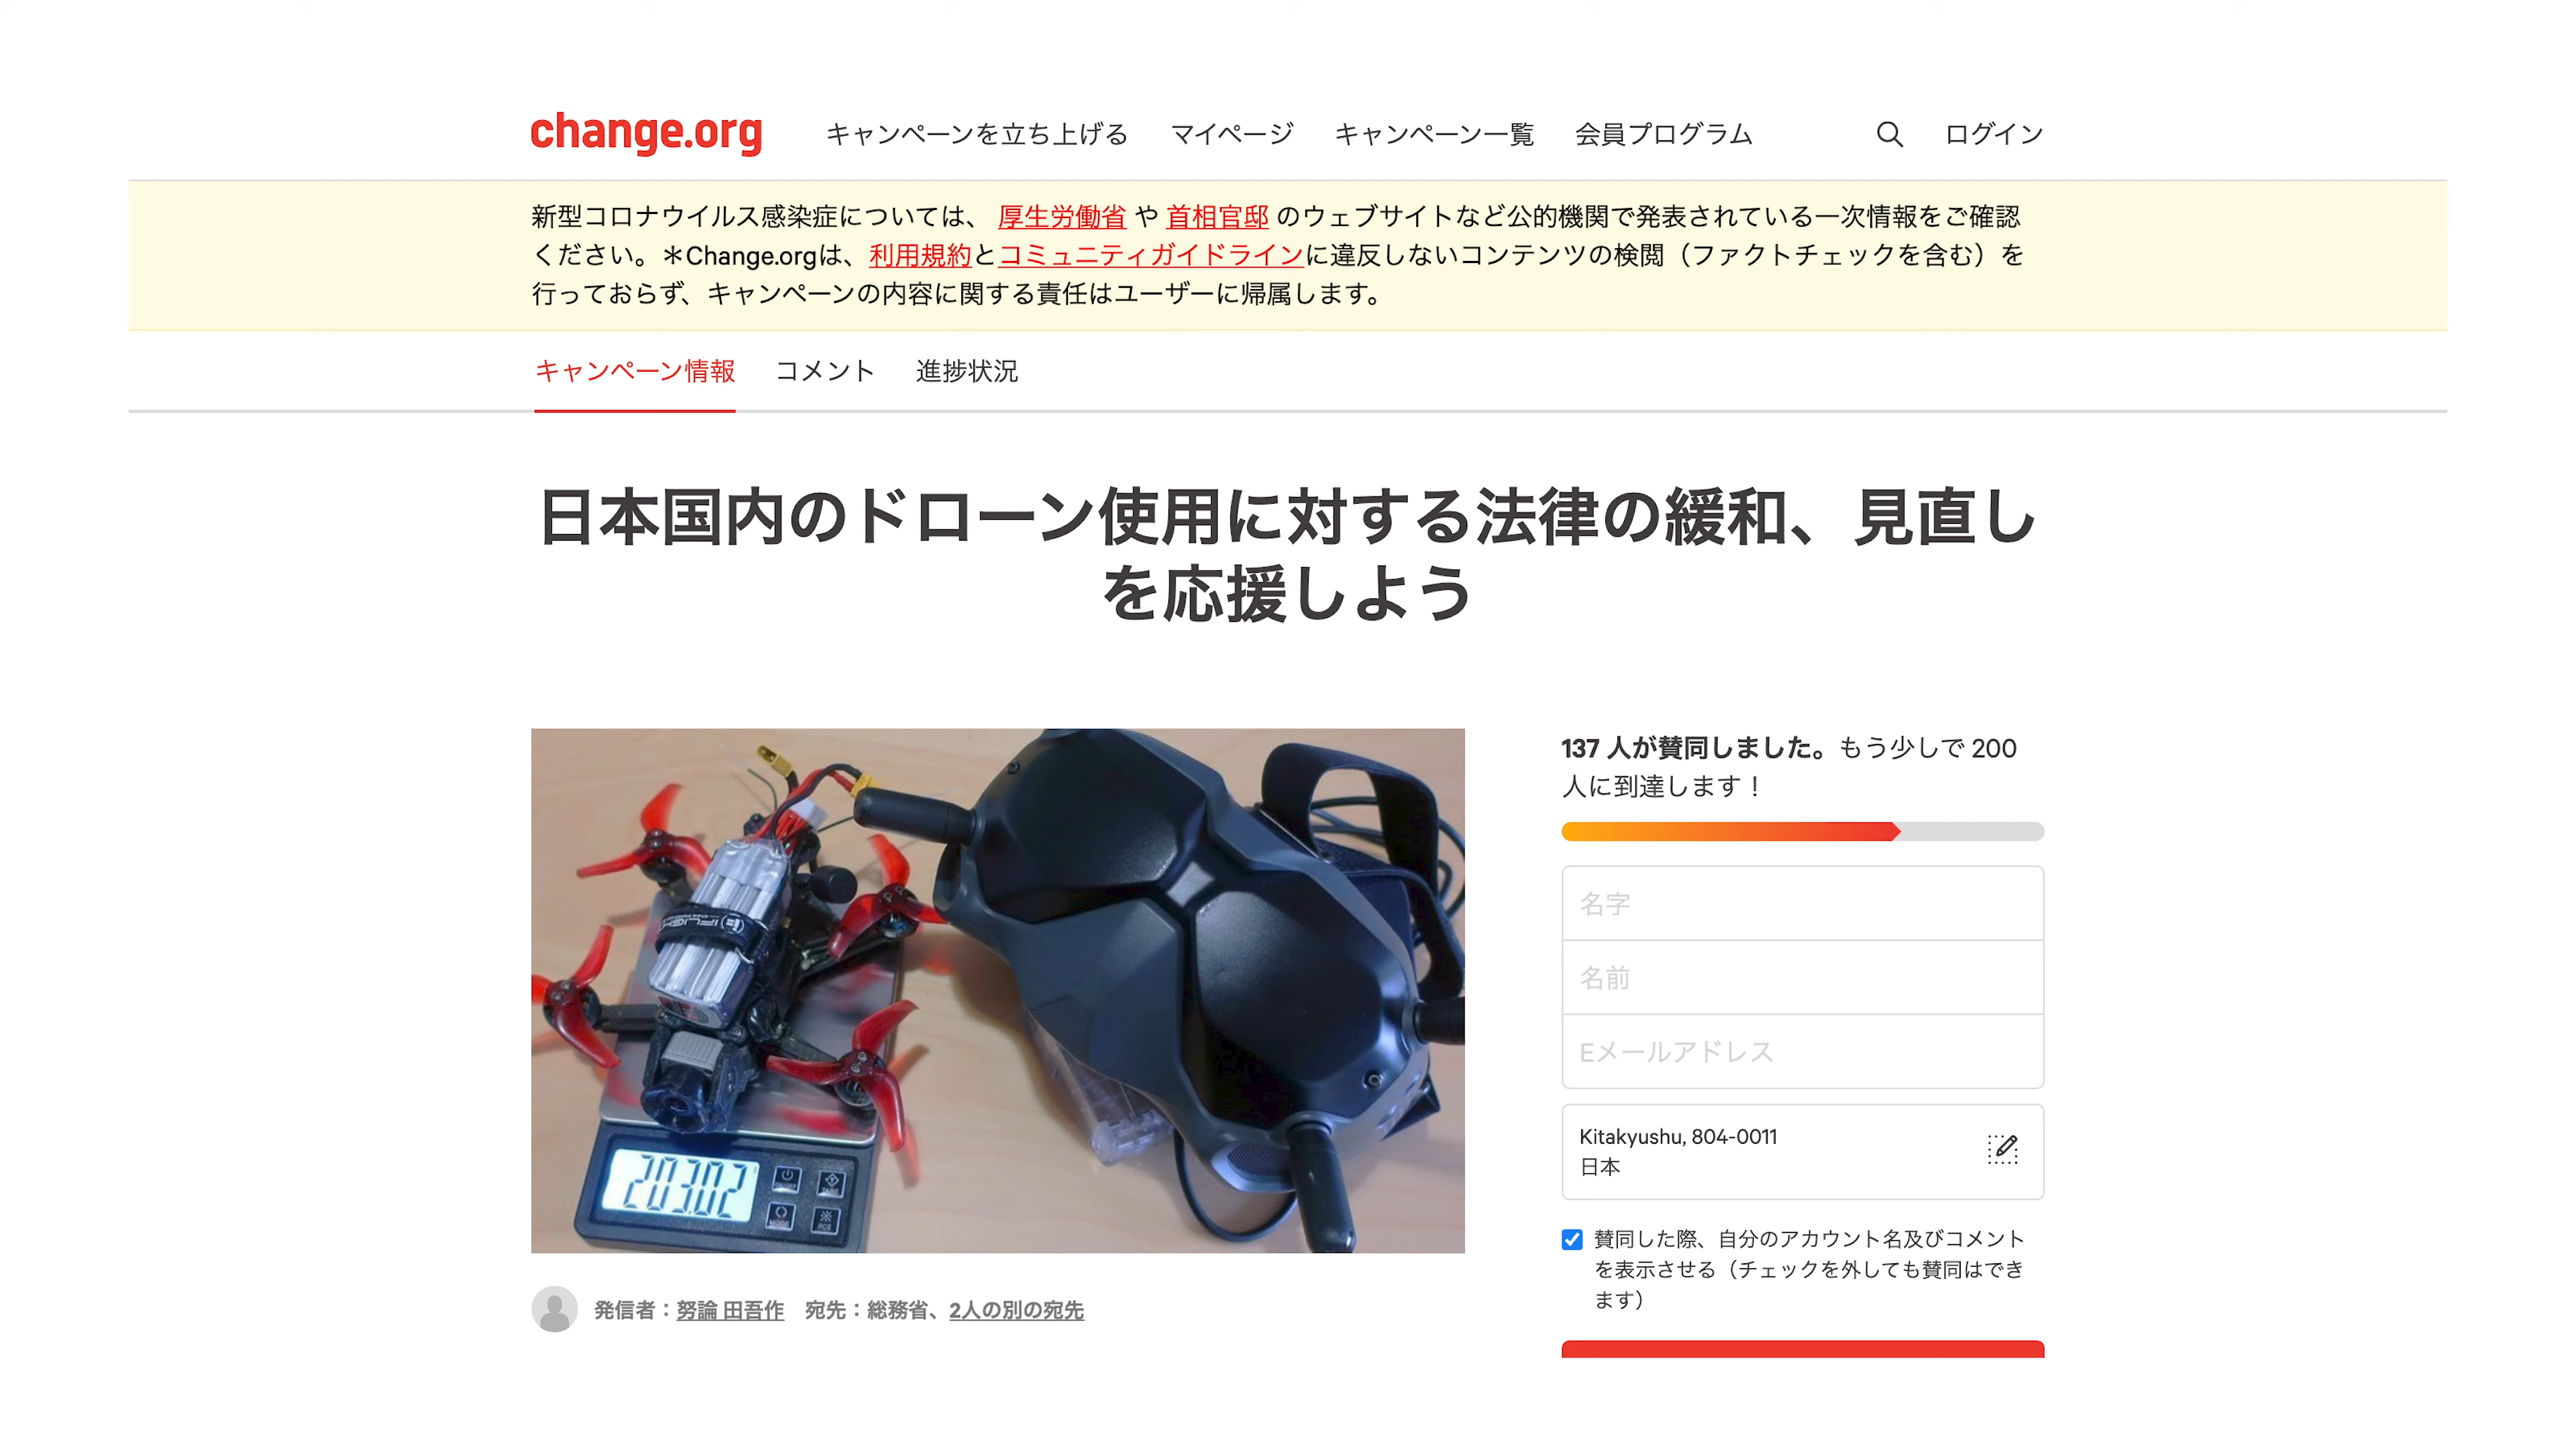 change.org キャンペーンを立ち上げる マイページ キャンペーン一覧 会員プログラム ログイン
新型コロナウイルス感染症については、 厚生労働省 や 首相官邸 のウェブサイトなど公的機関で発表されている一次情報をご確認
ください。＊Change.orgは、利用規約とコミュニティガイドラインに違反しないコンテンツの検閲（ファクトチェックを含む）を
行っておらず、キャンペーンの内容に関する責任はユーザーに帰属します。
キャンペーン情報 コメント 進捗状況
日本国内のドローン使用に対する法律の緩和、見直し
を応援しよう
iFLIGHT
203.02
ON/OFF
TARE
MODE
PCS
発信者：努論 田吾作 宛先：総務省、2人の別の宛先
137 人が賛同しました。もう少しで 200
人に到達します！
名字
名前
Eメールアドレス
Kitakyushu, 804-0011
日本
賛同した際、自分のアカウント名及びコメント
を表示させる（チェックを外しても賛同はでき
ます）